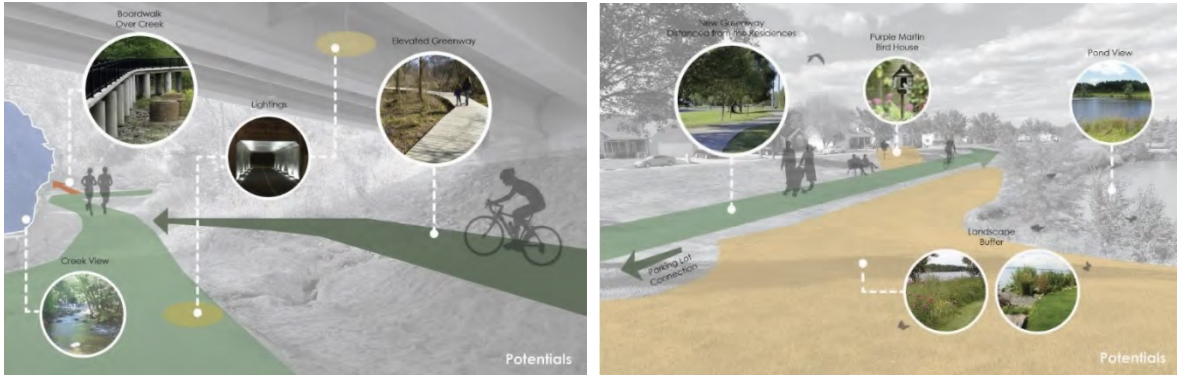 Boardwalk
Over Creek
Elevated Greenway
Lightings
Creek View
Potentials
New Greenway
Distanced from the Residences
Purple Martin
Bird House
Pond View
Landscape
Buffer
Parking Lot
Connection
Potentials